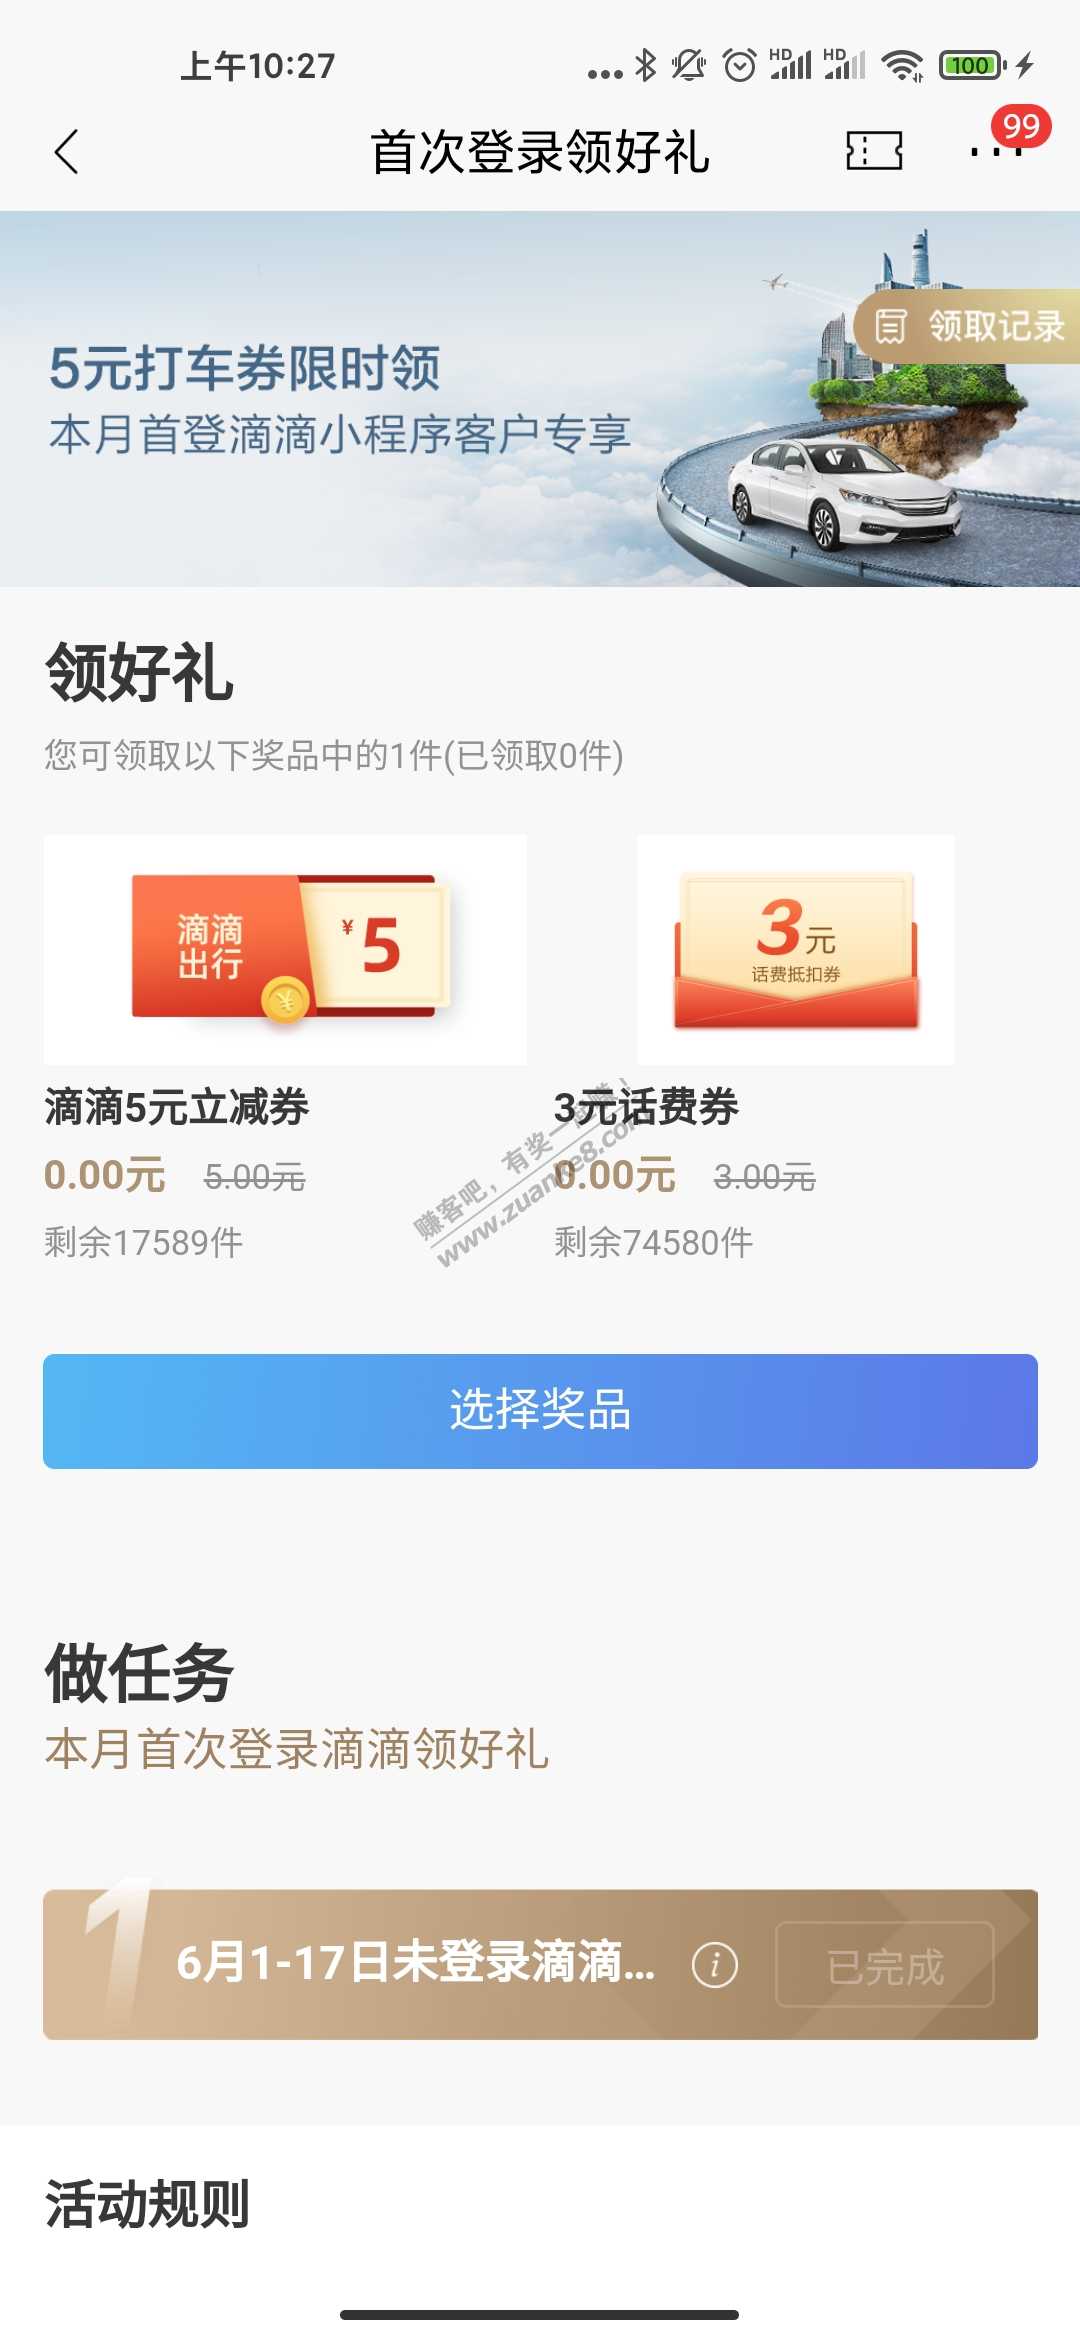 上午10:27
HD
HD
100
首次登录领好礼
99
领取记录
5元打车券限时领
本月首登滴滴小程序客户专享
领好礼
您可领取以下奖品中的1件(已领取0件)
滴滴
出行
¥5
¥
3元
话费抵扣券
滴滴5元立减券
3元话费券
0.00元 5.00元
0.00元 3.00元
剩余17589件
剩余74580件
赚客吧，有奖一起赚！
www.zuanke8.com
选择奖品
做任务
本月首次登录滴滴领好礼
1
6月1-17日未登录滴滴...
i
已完成
活动规则